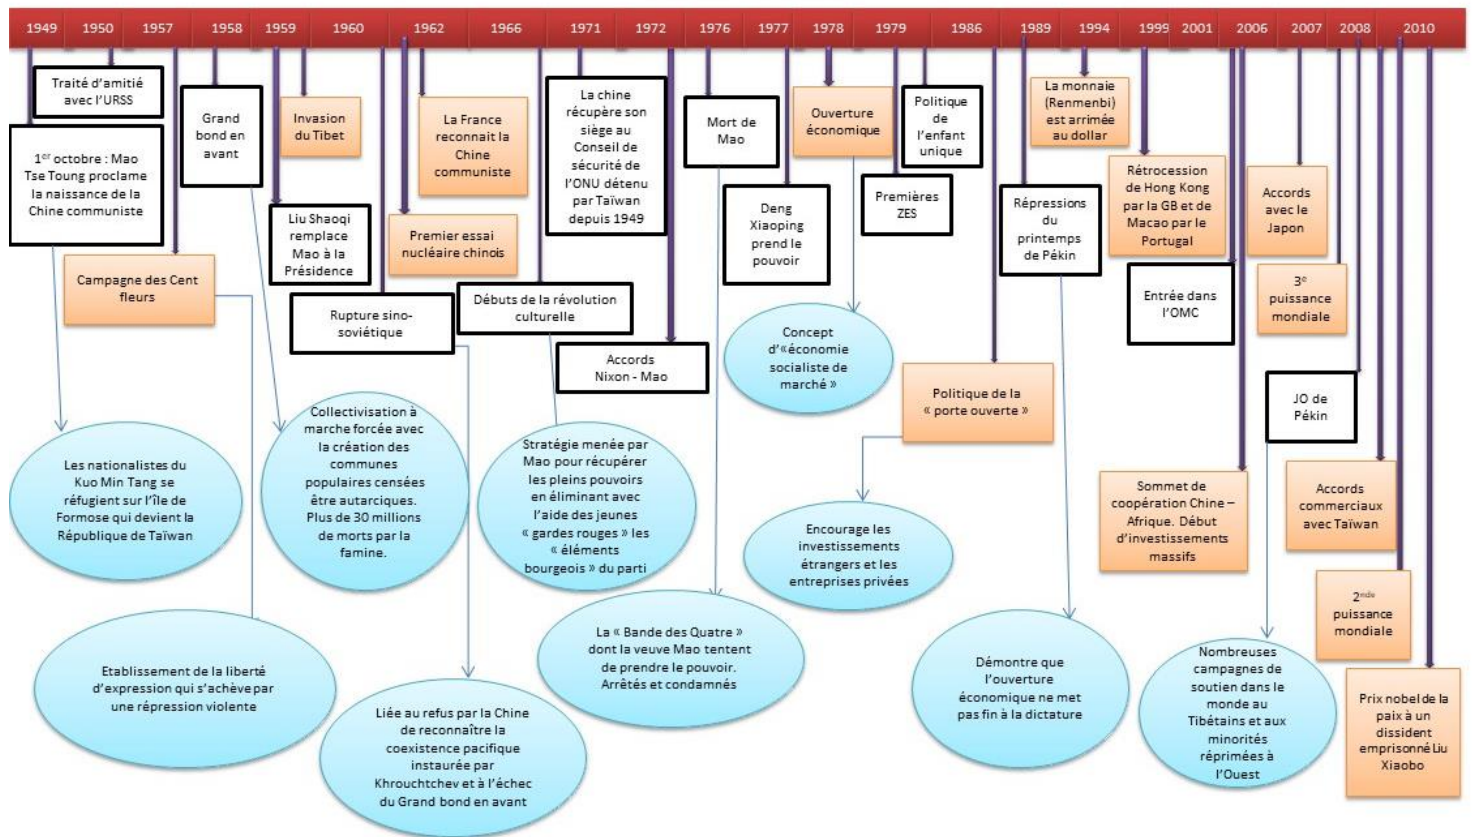 1949
1950
1957
1958
1959
1960
1962
1966
1971
1972
1976
1977
1978
1979
1986
1989
1994
1999
2001
2006
2007
2008
2010
Traité d’amitié
avec l’URSS
1er octobre : Mao
Tse Toung proclame
la naissance de la
Chine communiste
Campagne des Cent
fleurs
Grand
bond en
avant
Invasion
du Tibet
Liu Shaoqi
remplace
Mao à la
Présidence
Rupture sino-
soviétique
La France
reconnait la
Chine
communiste
Premier essai
nucléaire chinois
Débuts de la révolution
culturelle
La chine
récupère son
siège au
Conseil de
sécurité de
l’ONU détenu
par Taïwan
depuis 1949
Accords
Nixon - Mao
Mort de
Mao
Deng
Xiaoping
prend le
pouvoir
Ouverture
économique
Premières
ZES
Politique
de
l’enfant
unique
Politique de la
« porte ouverte »
Répressions
du
printemps
de Pékin
La monnaie
(Renmenbi)
est arrimée
au dollar
Rétrocession
de Hong Kong
par la GB et de
Macao par le
Portugal
Entrée dans
l’OMC
Sommet de
coopération Chine –
Afrique. Début
d’investissements
massifs
Accords
avec le
Japon
3e
puissance
mondiale
JO de
Pékin
Accords
commerciaux
avec Taïwan
2nde
puissance
mondiale
Prix nobel de la
paix à un
dissident
emprisonné Liu
Xiaobo
Les nationalistes du
Kuo Min Tang se
réfugient sur l’île de
Formose qui devient la
République de Taïwan
Etablissement de la liberté
d’expression qui s’achève par
une répression violente
Collectivisation à
marche forcée avec
la création des
communes
populaires censées
être autarciques.
Plus de 30 millions
de morts par la
famine.
Liée au refus par la Chine
de reconnaître la
coexistence pacifique
instaurée par
Khrouchtchev et à l’échec
du Grand bond en avant
Stratégie menée par
Mao pour récupérer
les pleins pouvoirs
en éliminant avec
l’aide des jeunes
« gardes rouges » les
« éléments
bourgeois » du parti
La « Bande des Quatre »
dont la veuve Mao tentent
de prendre le pouvoir.
Arrêtés et condamnés
Concept
d’« économie
socialiste de
marché »
Encourage les
investissements
étrangers et les
entreprises privées
Démontre que
l’ouverture
économique ne met
pas fin à la dictature
Nombreuses
campagnes de
soutien dans le
monde au
Tibétains et aux
minorités
réprimées à
l’Ouest